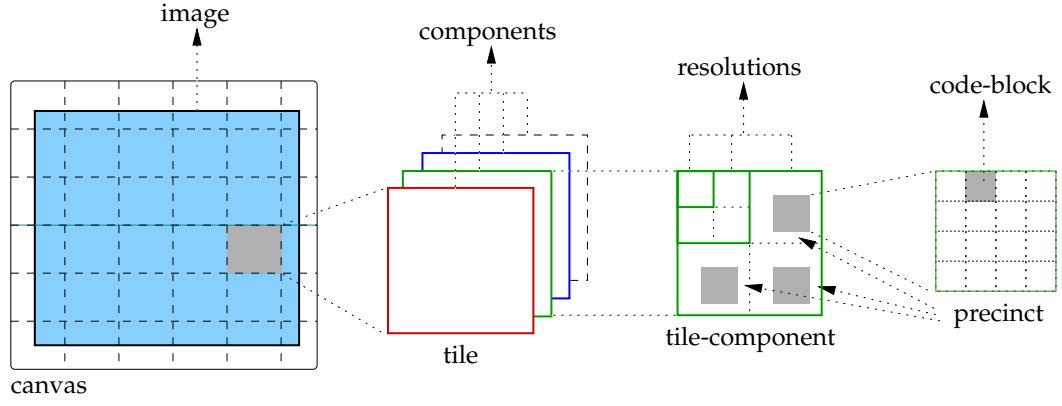 image
components
resolutions
code-block
canvas
tile
tile-component
precinct